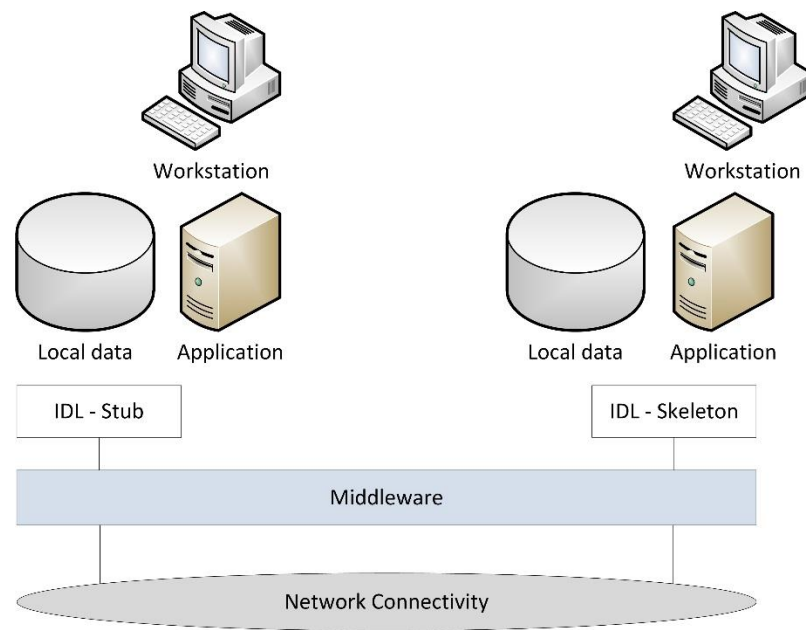 Workstation
Workstation
Local data
Application
Local data
Application
IDL - Stub
IDL - Skeleton
Middleware
Network Connectivity